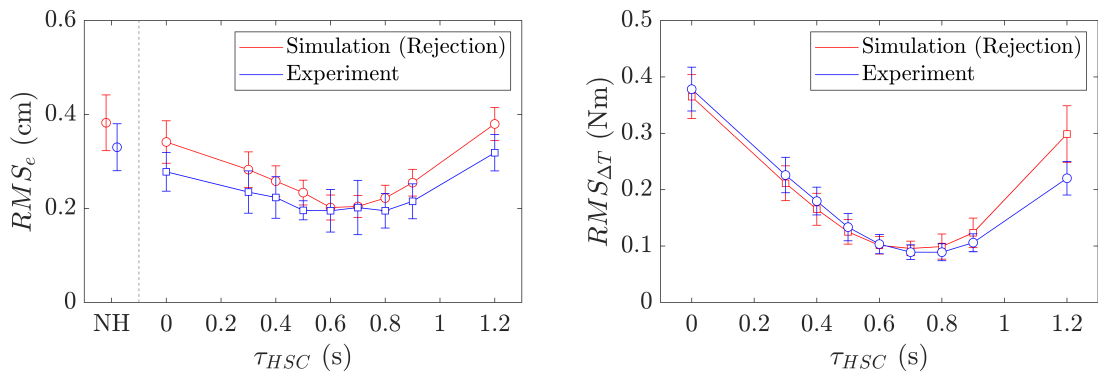 0.6
0.4
0.2
0
RMS_e (cm)
Simulation (Rejection)
Experiment
NH 0 0.2 0.4 0.6 0.8 1 1.2
τ_HSC (s)
0.5
0.4
0.3
0.2
0.1
0
RMS_ΔT (Nm)
Simulation (Rejection)
Experiment
0 0.2 0.4 0.6 0.8 1 1.2
τ_HSC (s)